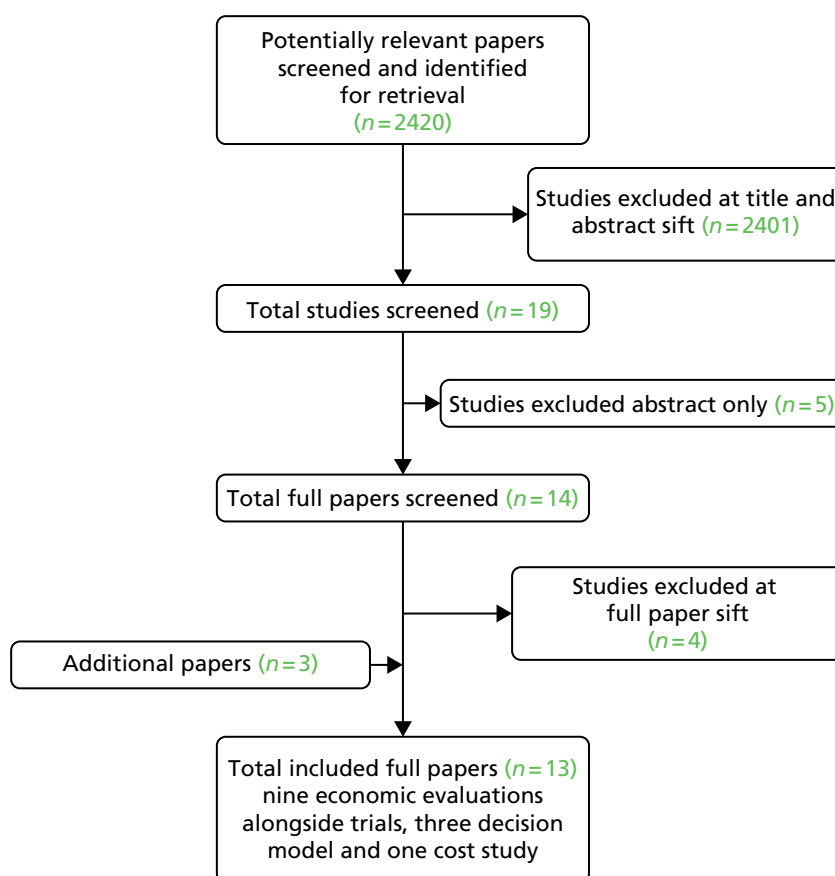 Potentially relevant papers
screened and identified
for retrieval
(n=2420)
Studies excluded at title and
abstract sift (n=2401)
Total studies screened (n=19)
Studies excluded abstract only (n=5)
Total full papers screened (n=14)
Studies excluded at
full paper sift
(n=4)
Additional papers (n=3)
Total included full papers (n=13)
nine economic evaluations
alongside trials, three decision
model and one cost study